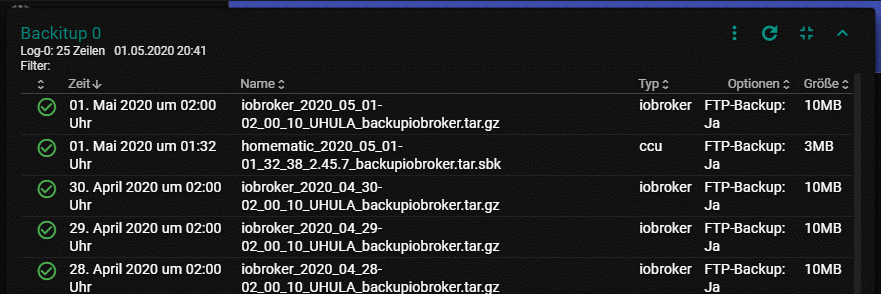 Backitup 0
Log-0: 25 Zeilen 01.05.2020 20:41
Filter:
Zeit Name Typ Optionen Größe
01. Mai 2020 um 02:00 iobroker_2020_05_01- iobroker FTP-Backup: 10MB
Uhr 02_00_10_UHULA_backupiobroker.tar.gz Ja
01. Mai 2020 um 01:32 homematic_2020_05_01- ccu FTP-Backup: 3MB
Uhr 01_32_38_2.45.7_backupiobroker.tar.sbk Ja
30. April 2020 um 02:00 iobroker_2020_04_30- iobroker FTP-Backup: 10MB
Uhr 02_00_10_UHULA_backupiobroker.tar.gz Ja
29. April 2020 um 02:00 iobroker_2020_04_29- iobroker FTP-Backup: 10MB
Uhr 02_00_10_UHULA_backupiobroker.tar.gz Ja
28. April 2020 um 02:00 iobroker_2020_04_28- iobroker FTP-Backup: 10MB
Uhr 02_00_10_UHULA_backupiobroker.tar.gz Ja